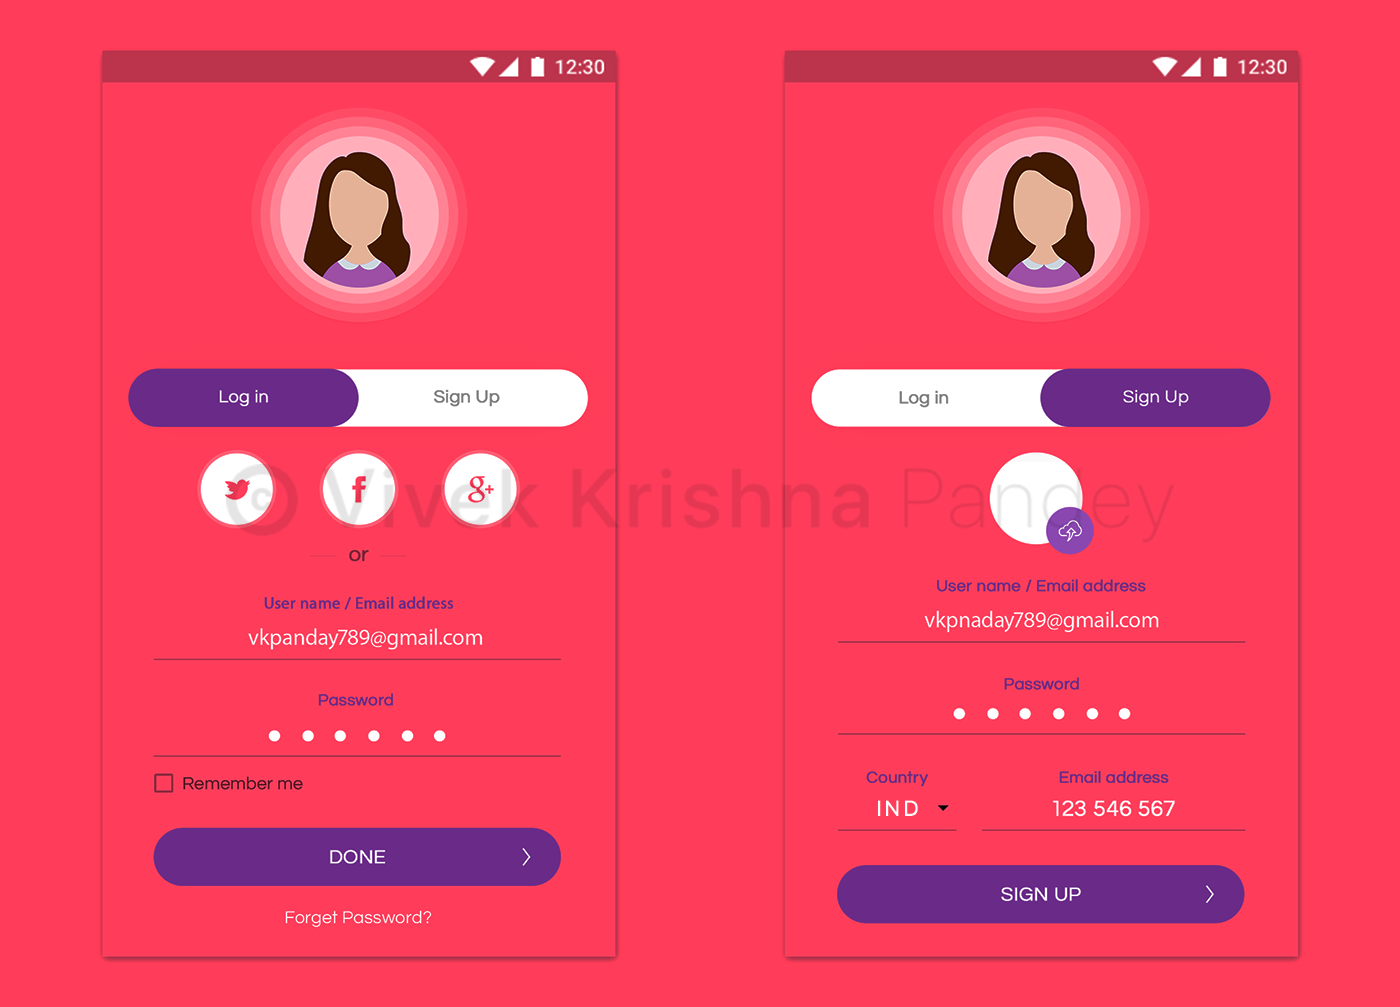 12:30
Log in
Sign Up
or
User name / Email address
vkpanday789@gmail.com
Password
Remember me
DONE
Forget Password?
12:30
Log in
Sign Up
User name / Email address
vkpnaday789@gmail.com
Password
Country
Email address
IND
123 546 567
SIGN UP
f
g+
© Vivek Krishna Pandey